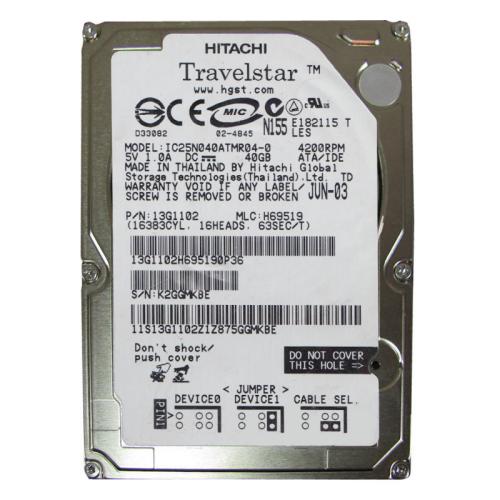 HITACHI
Travelstar ™
www.hgst.com
MIC
N155
E182115 T
LES
D33082
02-4845
MODEL:IC25N040ATMR04-0 4200RPM
5V 1.0A DC 40GB ATA/IDE
MADE IN THAILAND BY Hitachi Global
Storage Technologies(Thailand).Ltd. TD
WARRANTY VOID IF ANY LABEL/
SCREW IS REMOVED OR BROKEN JUN-03
P/N:13G1102 MLC:H69519
(16383CYL. 16HEADS. 63SEC/T)
13G1102H695190P36
S/N:K2GGMKBE
11S13G1102Z1Z875GGMKBE
Don't shock/
push cover
DO NOT COVER
THIS HOLE =>
< JUMPER >
DEVICE0 DEVICE1 CABLE SEL.
PIN1